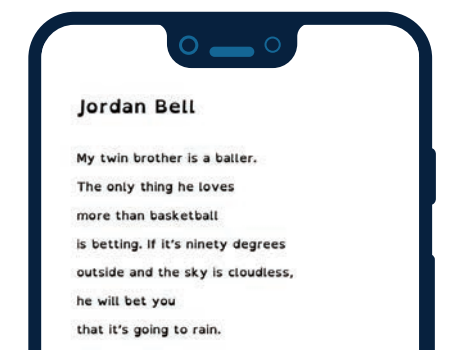 Jordan Bell
My twin brother is a baller.
The only thing he loves
more than basketball
is betting. If it's ninety degrees
outside and the sky is cloudless,
he will bet you
that it's going to rain.